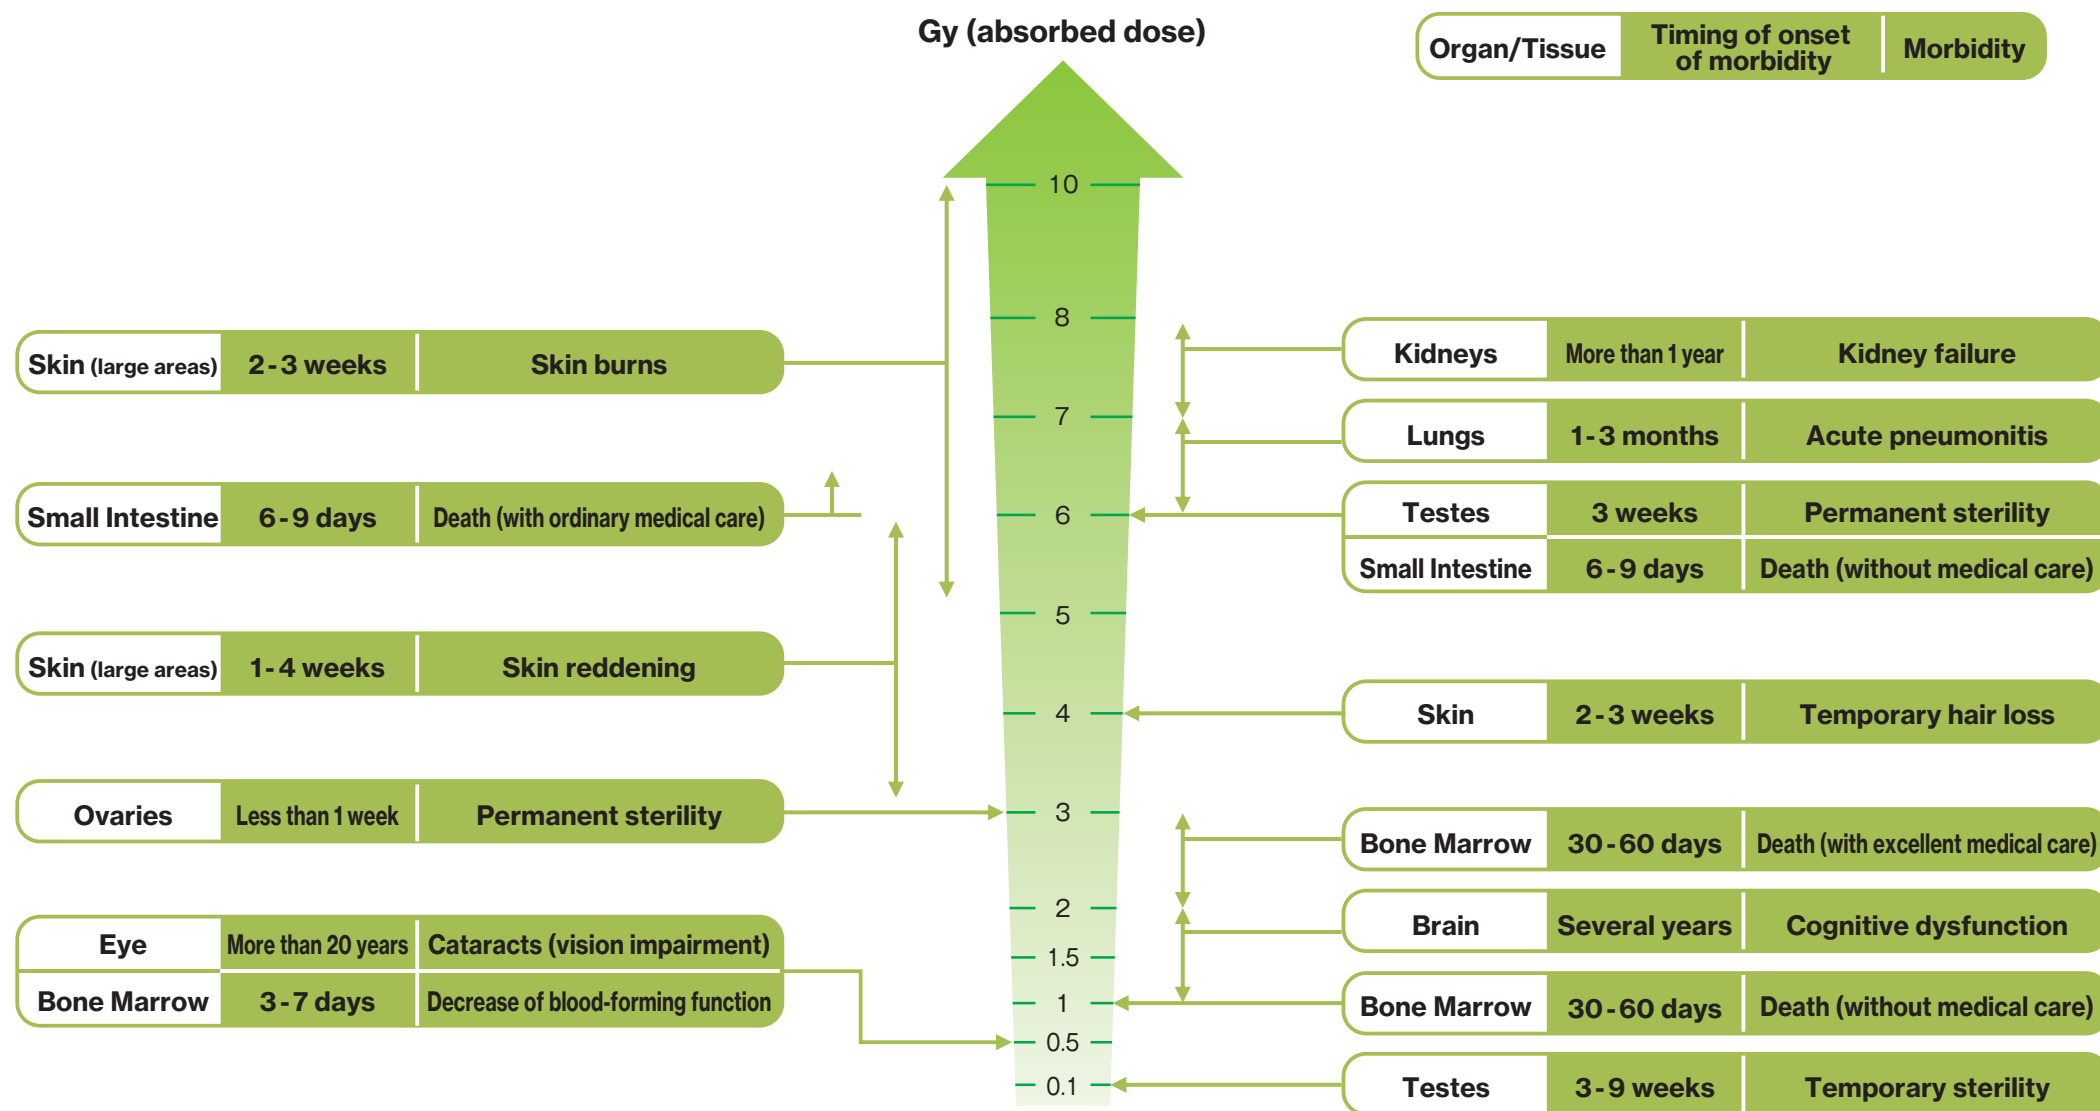 Gy (absorbed dose)
Organ/Tissue
Timing of onset
of morbidity
Morbidity
10
8
7
6
5
4
3
2
1.5
1
0.5
0.1
Skin (large areas) 2-3 weeks Skin burns
Small Intestine 6-9 days Death (with ordinary medical care)
Skin (large areas) 1-4 weeks Skin reddening
Ovaries Less than 1 week Permanent sterility
Eye More than 20 years Cataracts (vision impairment)
Bone Marrow 3-7 days Decrease of blood-forming function
Kidneys More than 1 year Kidney failure
Lungs 1-3 months Acute pneumonitis
Testes 3 weeks Permanent sterility
Small Intestine 6-9 days Death (without medical care)
Skin 2-3 weeks Temporary hair loss
Bone Marrow 30-60 days Death (with excellent medical care)
Brain Several years Cognitive dysfunction
Bone Marrow 30-60 days Death (without medical care)
Testes 3-9 weeks Temporary sterility